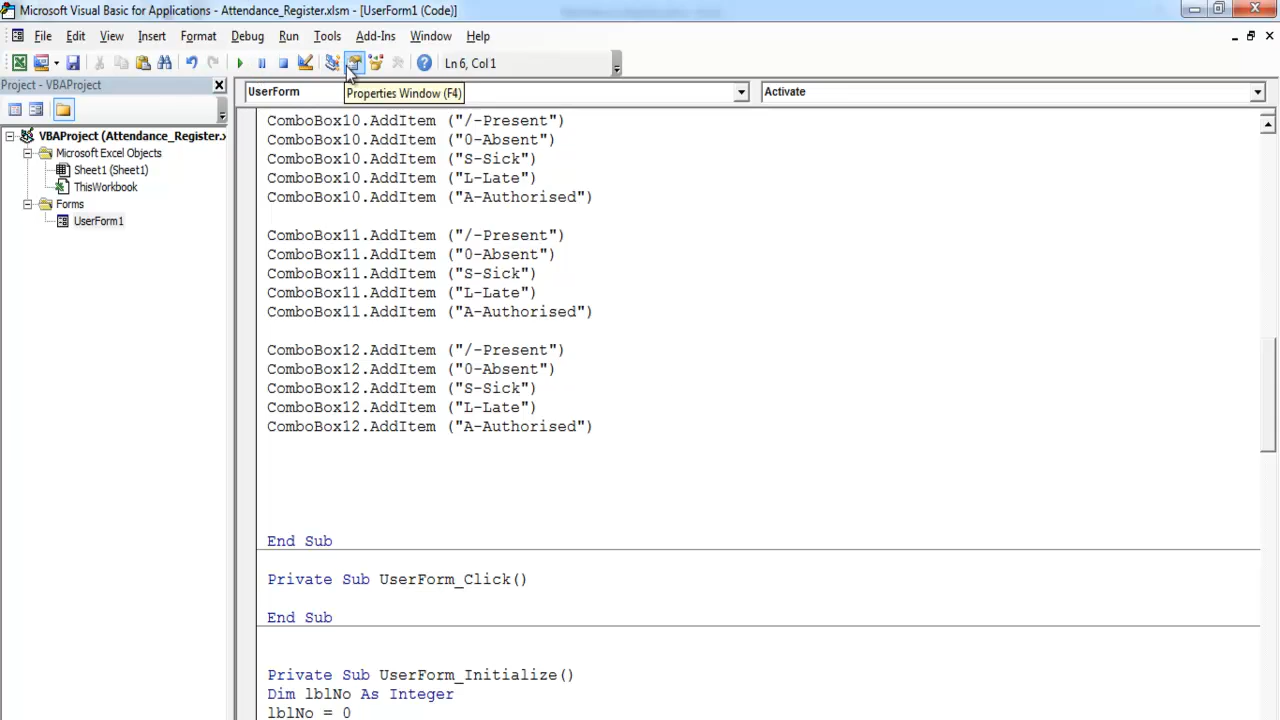 Microsoft Visual Basic for Applications - Attendance_Register.xlsm - [UserForm1 (Code)]
File Edit View Insert Format Debug Run Tools Add-Ins Window Help
Ln 6, Col 1
Project - VBAProject
UserForm
Properties Window (F4)
Activate
VBAProject (Attendance_Register.x
Microsoft Excel Objects
Sheet1 (Sheet1)
ThisWorkbook
Forms
UserForm1
ComboBox10.AddItem ("/-Present")
ComboBox10.AddItem ("0-Absent")
ComboBox10.AddItem ("S-Sick")
ComboBox10.AddItem ("L-Late")
ComboBox10.AddItem ("A-Authorised")
ComboBox11.AddItem ("/-Present")
ComboBox11.AddItem ("0-Absent")
ComboBox11.AddItem ("S-Sick")
ComboBox11.AddItem ("L-Late")
ComboBox11.AddItem ("A-Authorised")
ComboBox12.AddItem ("/-Present")
ComboBox12.AddItem ("0-Absent")
ComboBox12.AddItem ("S-Sick")
ComboBox12.AddItem ("L-Late")
ComboBox12.AddItem ("A-Authorised")
End Sub
Private Sub UserForm_Click()
End Sub
Private Sub UserForm_Initialize()
Dim lblNo As Integer
lblNo = 0